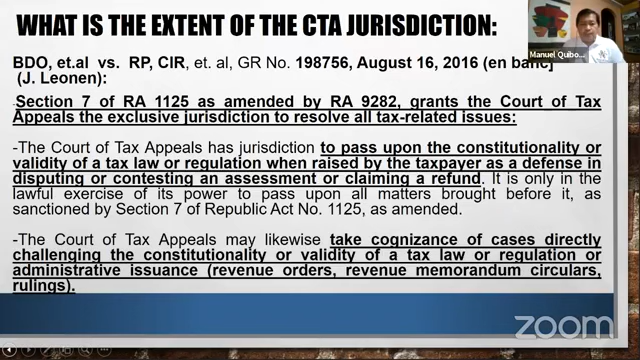 WHAT IS THE EXTENT OF THE CTA JURISDICTION:
Manuel Quibo...
BDO, et.al vs. RP, CIR, et. al, GR No. 198756, August 16, 2016 (en banc]
(J. Leonen):
Section 7 of RA 1125 as amended by RA 9282, grants the Court of Tax
Appeals the exclusive jurisdiction to resolve all tax-related issues:
-The Court of Tax Appeals has jurisdiction to pass upon the constitutionality or
validity of a tax law or regulation when raised by the taxpayer as a defense in
disputing or contesting an assessment or claiming a refund. It is only in the
lawful exercise of its power to pass upon all matters brought before it, as
sanctioned by Section 7 of Republic Act No. 1125, as amended.
-The Court of Tax Appeals may likewise take cognizance of cases directly
challenging the constitutionality or validity of a tax law or regulation or
administrative issuance (revenue orders, revenue memorandum circulars,
rulings).
zoom